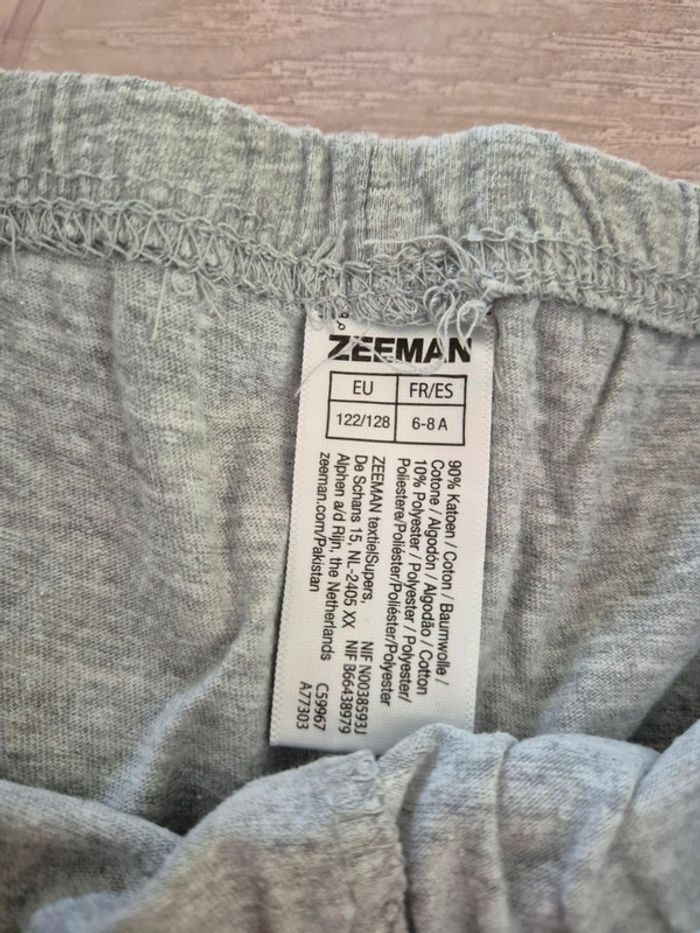 ZEEMAN
EU FR/ES
122/128 6-8 A
90% Katoen / Coton / Baumwolle /
Cotone / Algodón / Algodão / Cotton
10% Polyester / Polyester / Polyester/
Poliestere/Poliéster/Poliéster/Polyester
ZEEMAN textielSupers, NIF N0038593J
De Schans 15, NL-2405 XX NIF B66438979
Alphen a/d Rijn, the Netherlands
zeeman.com/Pakistan
C59967
A77303